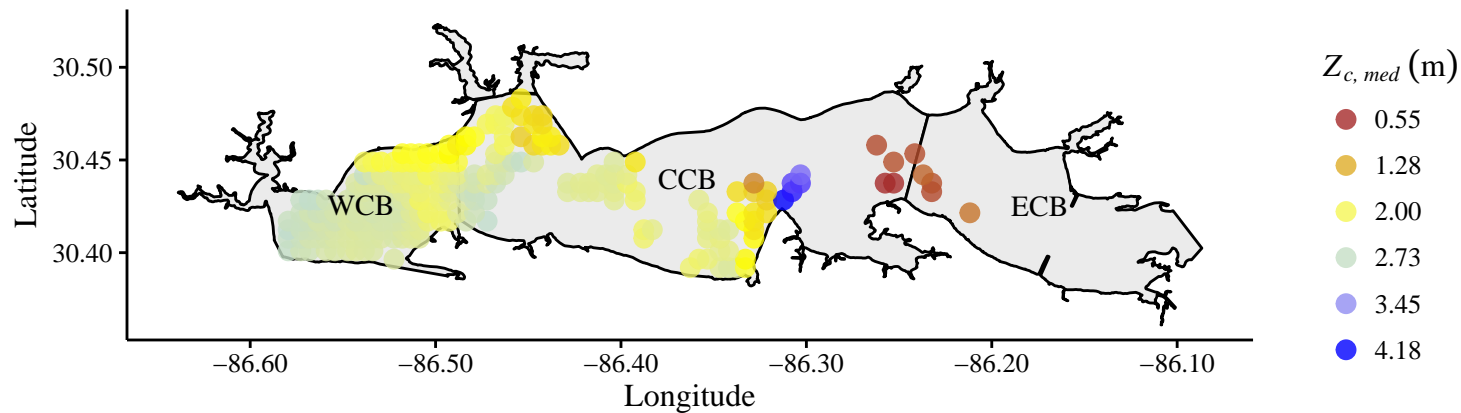 30.50
30.45
30.40
Latitude
WCB
CCB
ECB
−86.60 −86.50 −86.40 −86.30 −86.20 −86.10
Longitude
Zc, med (m)
0.55
1.28
2.00
2.73
3.45
4.18